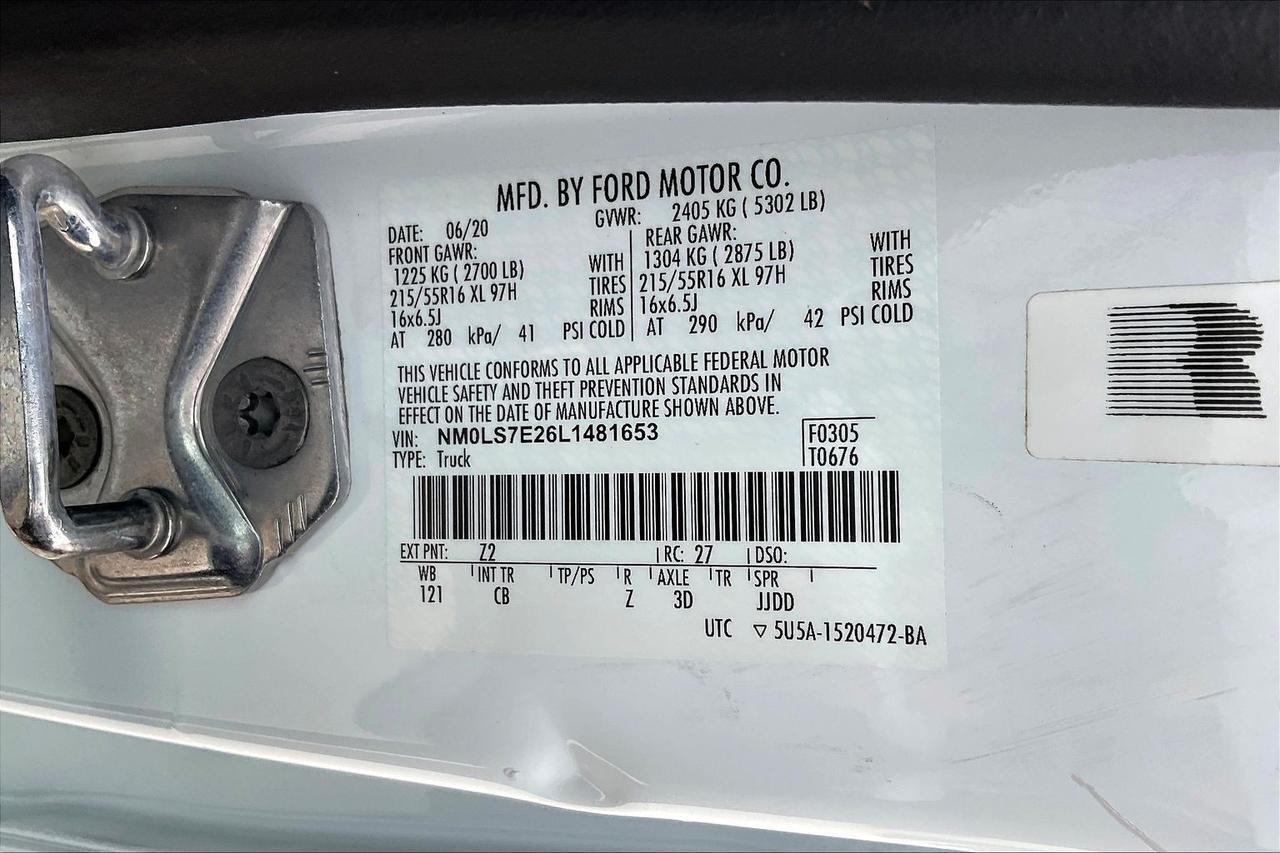 MFD. BY FORD MOTOR CO.
DATE: 06/20 GVWR: 2405 KG ( 5302 LB)
FRONT GAWR: REAR GAWR:
1225 KG ( 2700 LB) WITH 1304 KG ( 2875 LB) WITH
215/55R16 XL 97H TIRES 215/55R16 XL 97H TIRES
16x6.5J RIMS 16x6.5J RIMS
AT 280 kPa/ 41 PSI COLD AT 290 kPa/ 42 PSI COLD
THIS VEHICLE CONFORMS TO ALL APPLICABLE FEDERAL MOTOR
VEHICLE SAFETY AND THEFT PREVENTION STANDARDS IN
EFFECT ON THE DATE OF MANUFACTURE SHOWN ABOVE.
VIN: NM0LS7E26L1481653 F0305
TYPE: Truck T0676
EXT PNT: Z2 RC: 27 DSO:
WB INT TR TP/PS R AXLE TR SPR
121 CB Z 3D JJDD
UTC ▽ 5U5A-1520472-BA